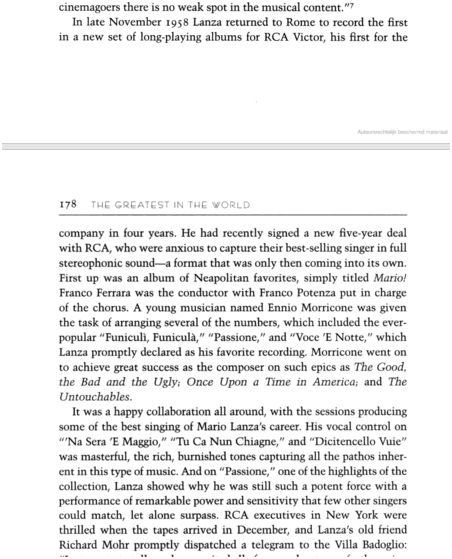 cinemagoers there is no weak spot in the musical content."7
In late November 1958 Lanza returned to Rome to record the first
in a new set of long-playing albums for RCA Victor, his first for the
Auteursrechtelijk beschermd materiaal
178 THE GREATEST IN THE WORLD
company in four years. He had recently signed a new five-year deal
with RCA, who were anxious to capture their best-selling singer in full
stereophonic sound—a format that was only then coming into its own.
First up was an album of Neapolitan favorites, simply titled Mario!
Franco Ferrara was the conductor with Franco Potenza put in charge
of the chorus. A young musician named Ennio Morricone was given
the task of arranging several of the numbers, which included the ever-
popular "Funiculì, Funiculà," "Passione," and "Voce 'E Notte," which
Lanza promptly declared as his favorite recording. Morricone went on
to achieve great success as the composer on such epics as The Good,
the Bad and the Ugly; Once Upon a Time in America; and The
Untouchables.
It was a happy collaboration all around, with the sessions producing
some of the best singing of Mario Lanza's career. His vocal control on
"'Na Sera 'E Maggio," "Tu Ca Nun Chiagne," and "Dicitencello Vuie"
was masterful, the rich, burnished tones capturing all the pathos inher-
ent in this type of music. And on "Passione," one of the highlights of the
collection, Lanza showed why he was still such a potent force with a
performance of remarkable power and sensitivity that few other singers
could match, let alone surpass. RCA executives in New York were
thrilled when the tapes arrived in December, and Lanza's old friend
Richard Mohr promptly dispatched a telegram to the Villa Badoglio: